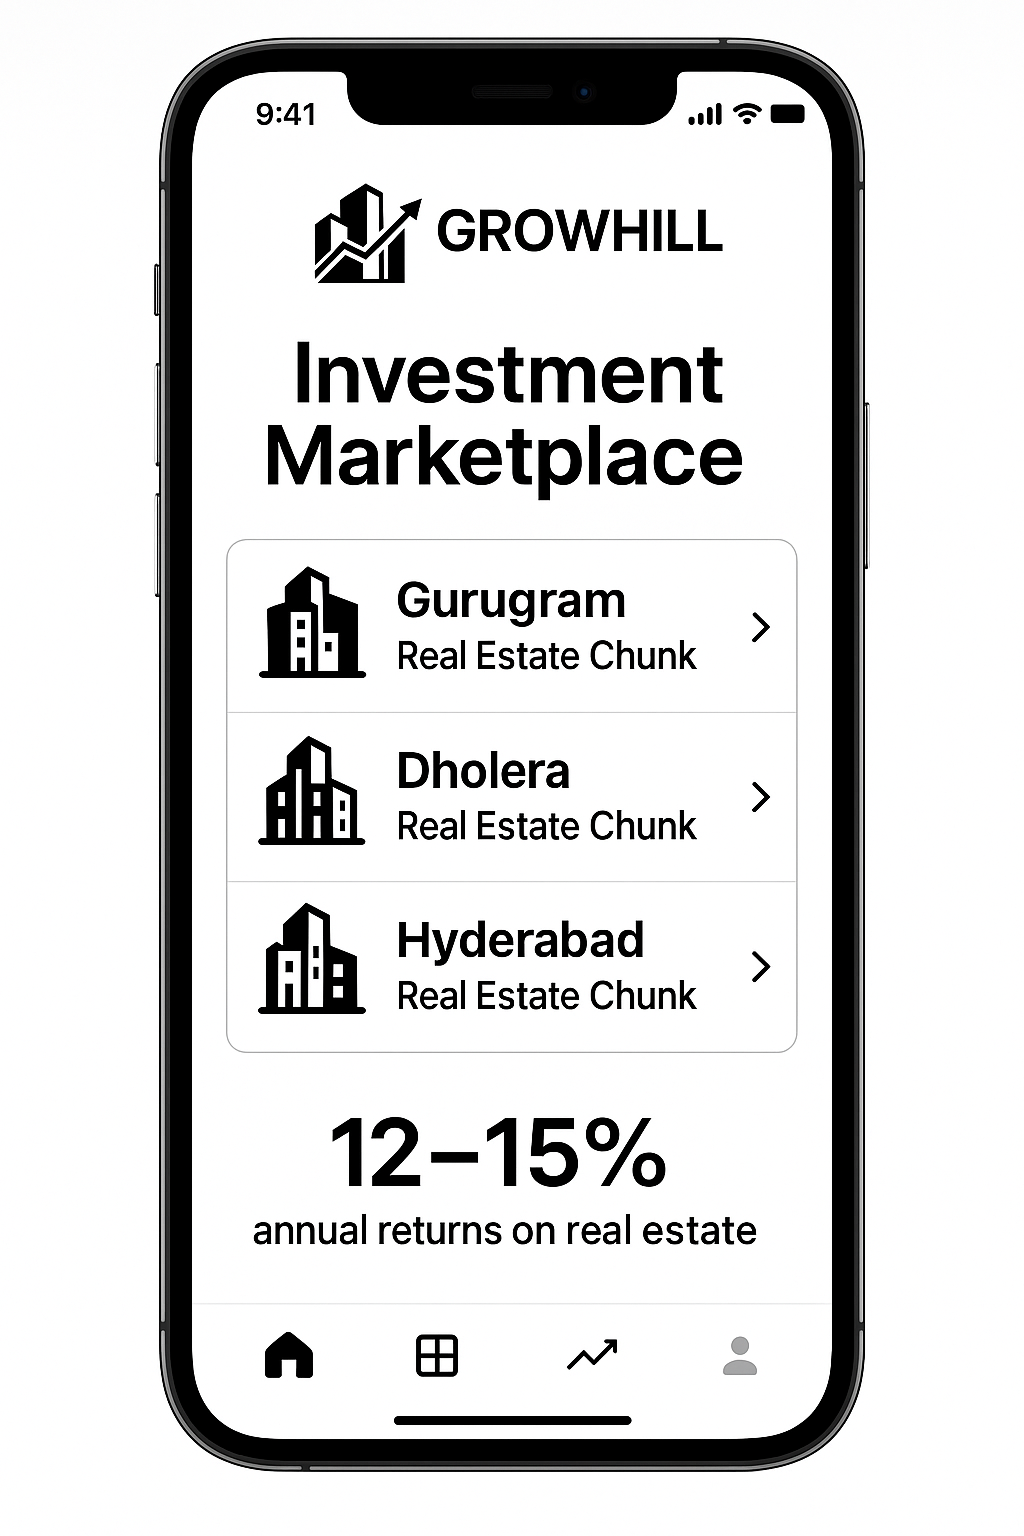 9:41
GROWHILL
Investment
Marketplace
Gurugram
Real Estate Chunk
Dholera
Real Estate Chunk
Hyderabad
Real Estate Chunk
12–15%
annual returns on real estate